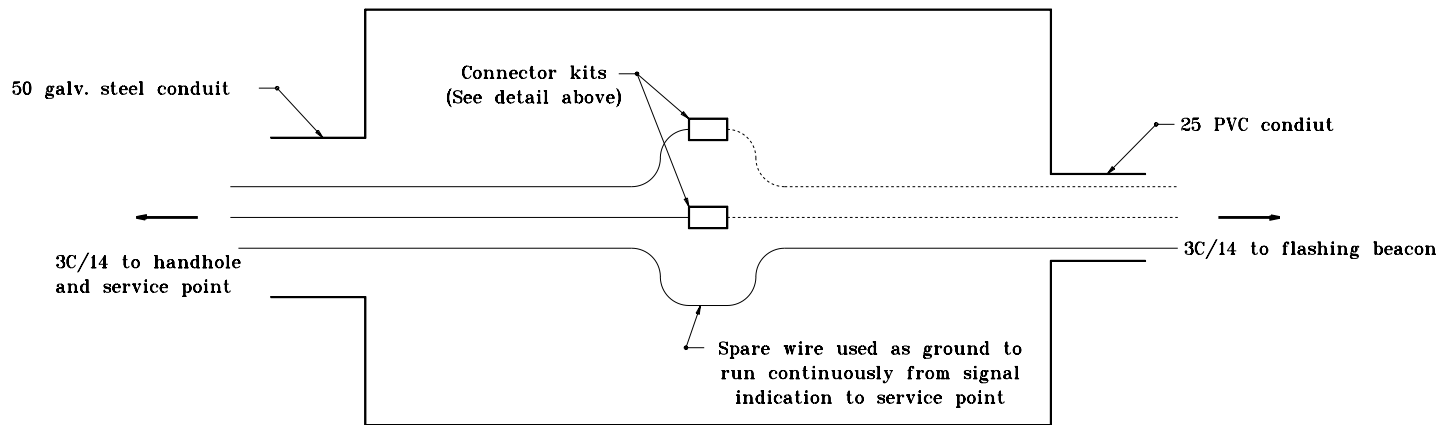 50 galv. steel conduit
Connector kits
(See detail above)
25 PVC condiut
3C/14 to handhole
and service point
3C/14 to flashing beacon
Spare wire used as ground to
run continuously from signal
indication to service point